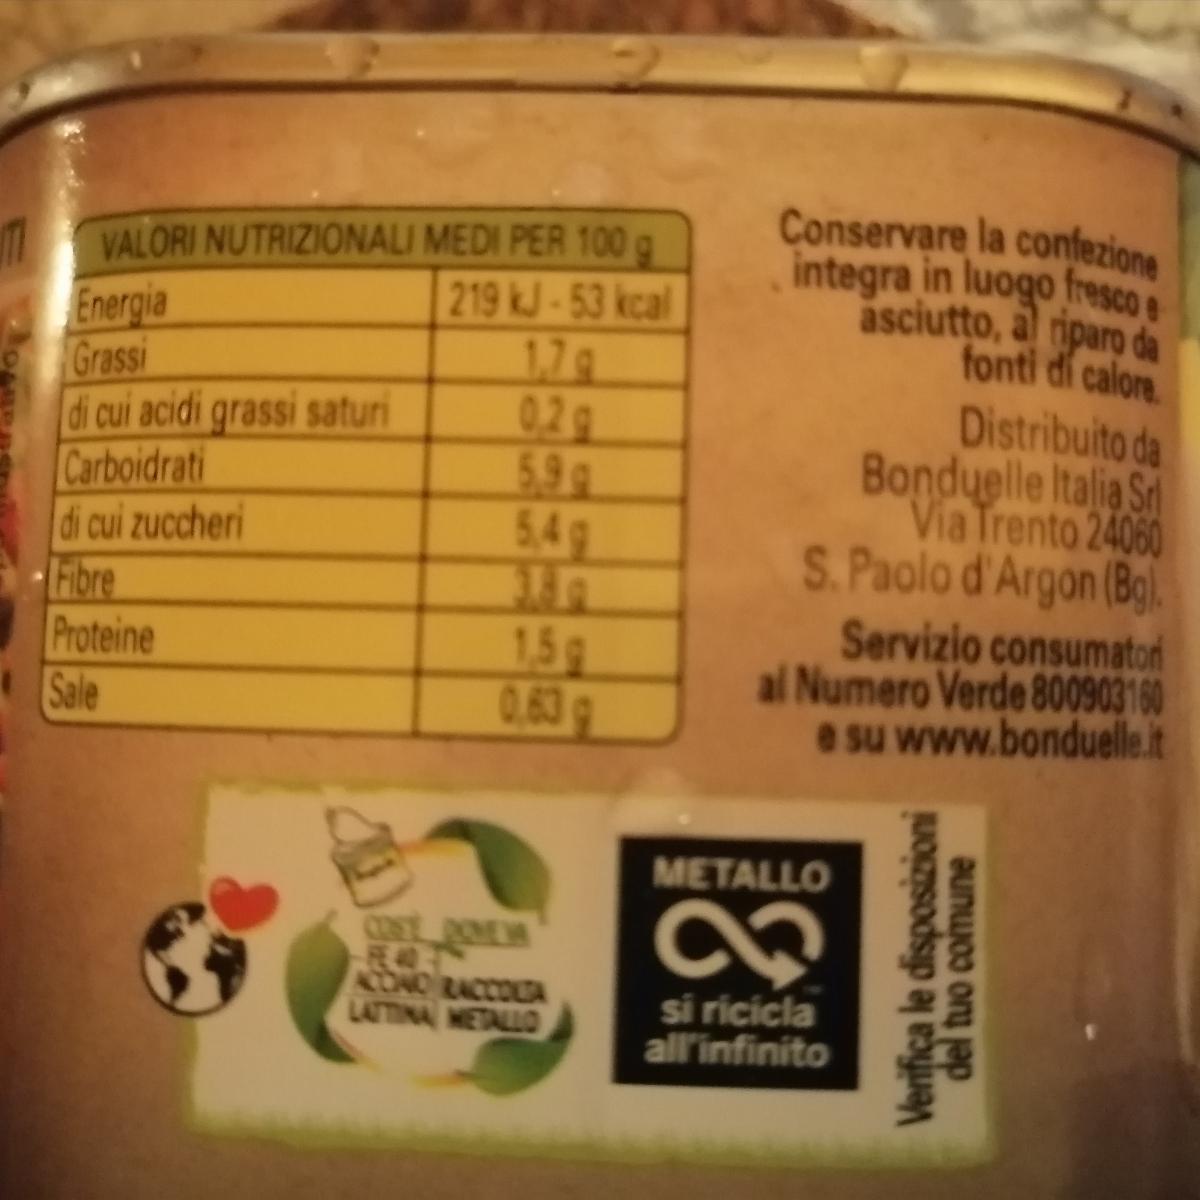 VALORI NUTRIZIONALI MEDI PER 100 g
Energia 219 kJ - 53 kcal
Grassi 1,7 g
di cui acidi grassi saturi 0,2 g
Carboidrati 5,9 g
di cui zuccheri 5,4 g
Fibre 3,8 g
Proteine 1,5 g
Sale 0,63 g
Conservare la confezione
integra in luogo fresco e
asciutto, al riparo da
fonti di calore.
Distribuito da
Bonduelle Italia Srl
Via Trento 24060
S. Paolo d'Argon (Bg).
Servizio consumatori
al Numero Verde 800903160
e su www.bonduelle.it
COS'È DOVE VA
FE 40
ACCIAIO RACCOLTA
LATTINA METALLO
METALLO
si ricicla
all'infinito
Verifica le disposizioni
del tuo comune